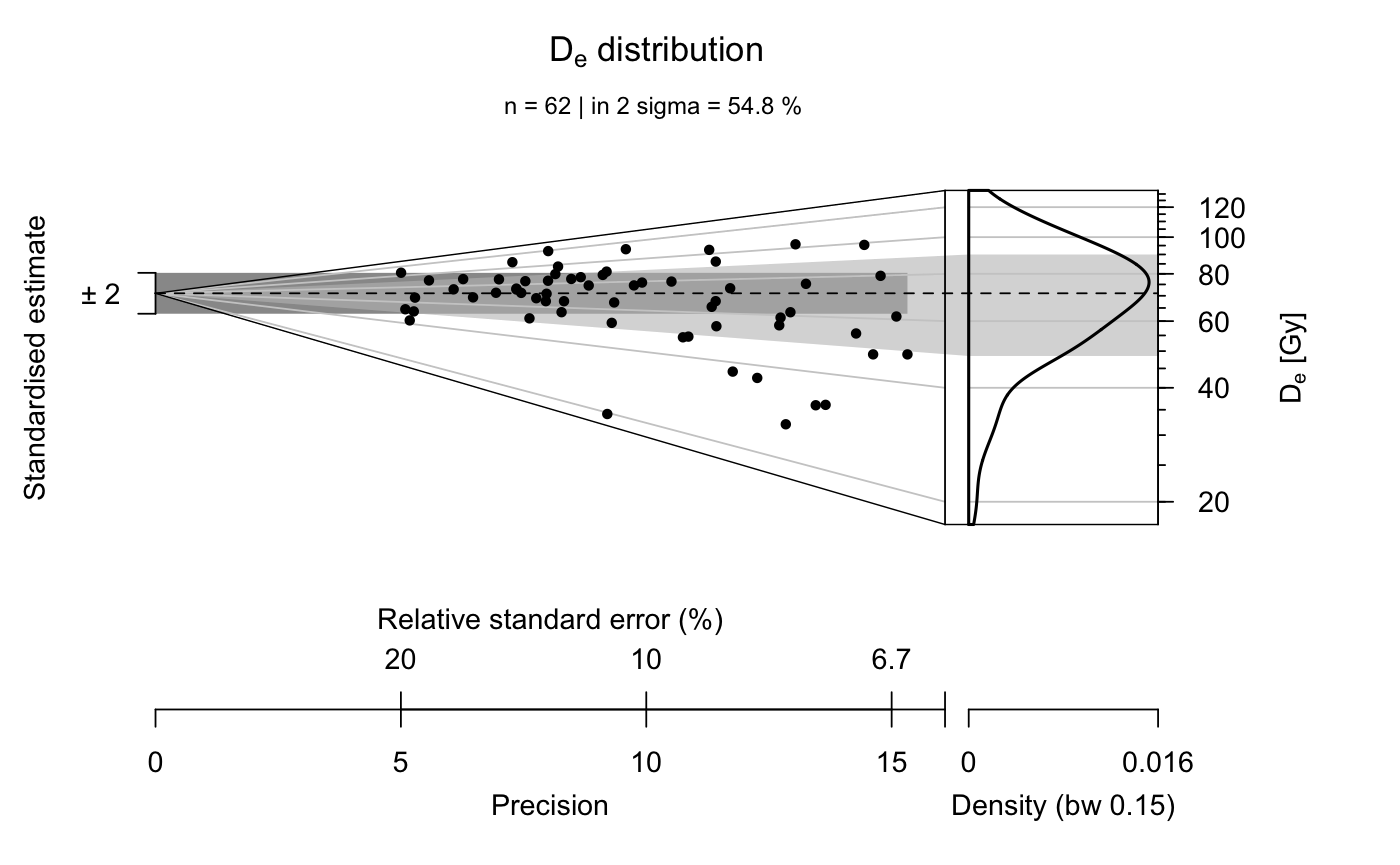 De distribution
n = 62 | in 2 sigma = 54.8 %
Standardised estimate
± 2
120
100
80
60
40
20
De [Gy]
Relative standard error (%)
20 10 6.7
0 5 10 15 0 0.016
Precision Density (bw 0.15)